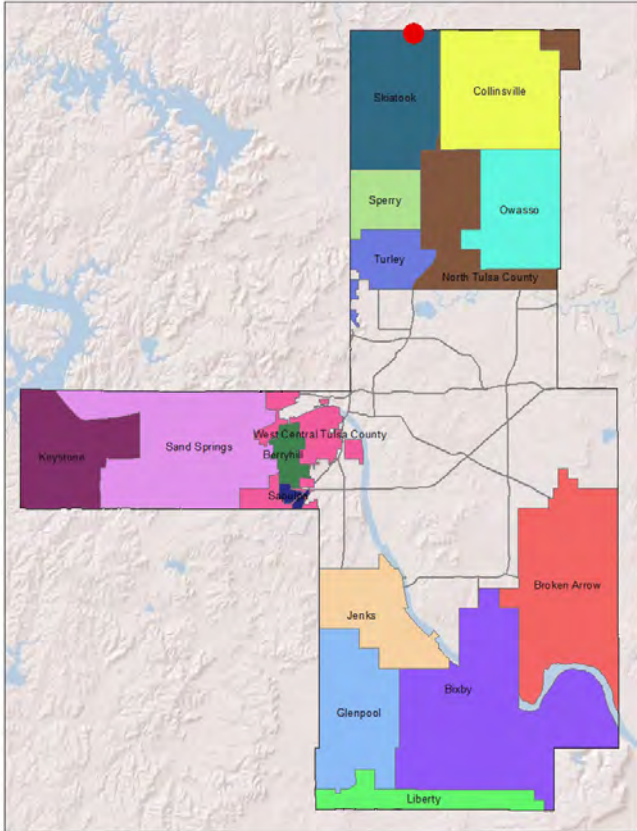 Skiatook
Collinsville
Sperry
Owasso
Turley
North Tulsa County
West Central Tulsa County
Keystone
Sand Springs
Berryhill
Sapulpa
Broken Arrow
Jenks
Bixby
Glenpool
Liberty